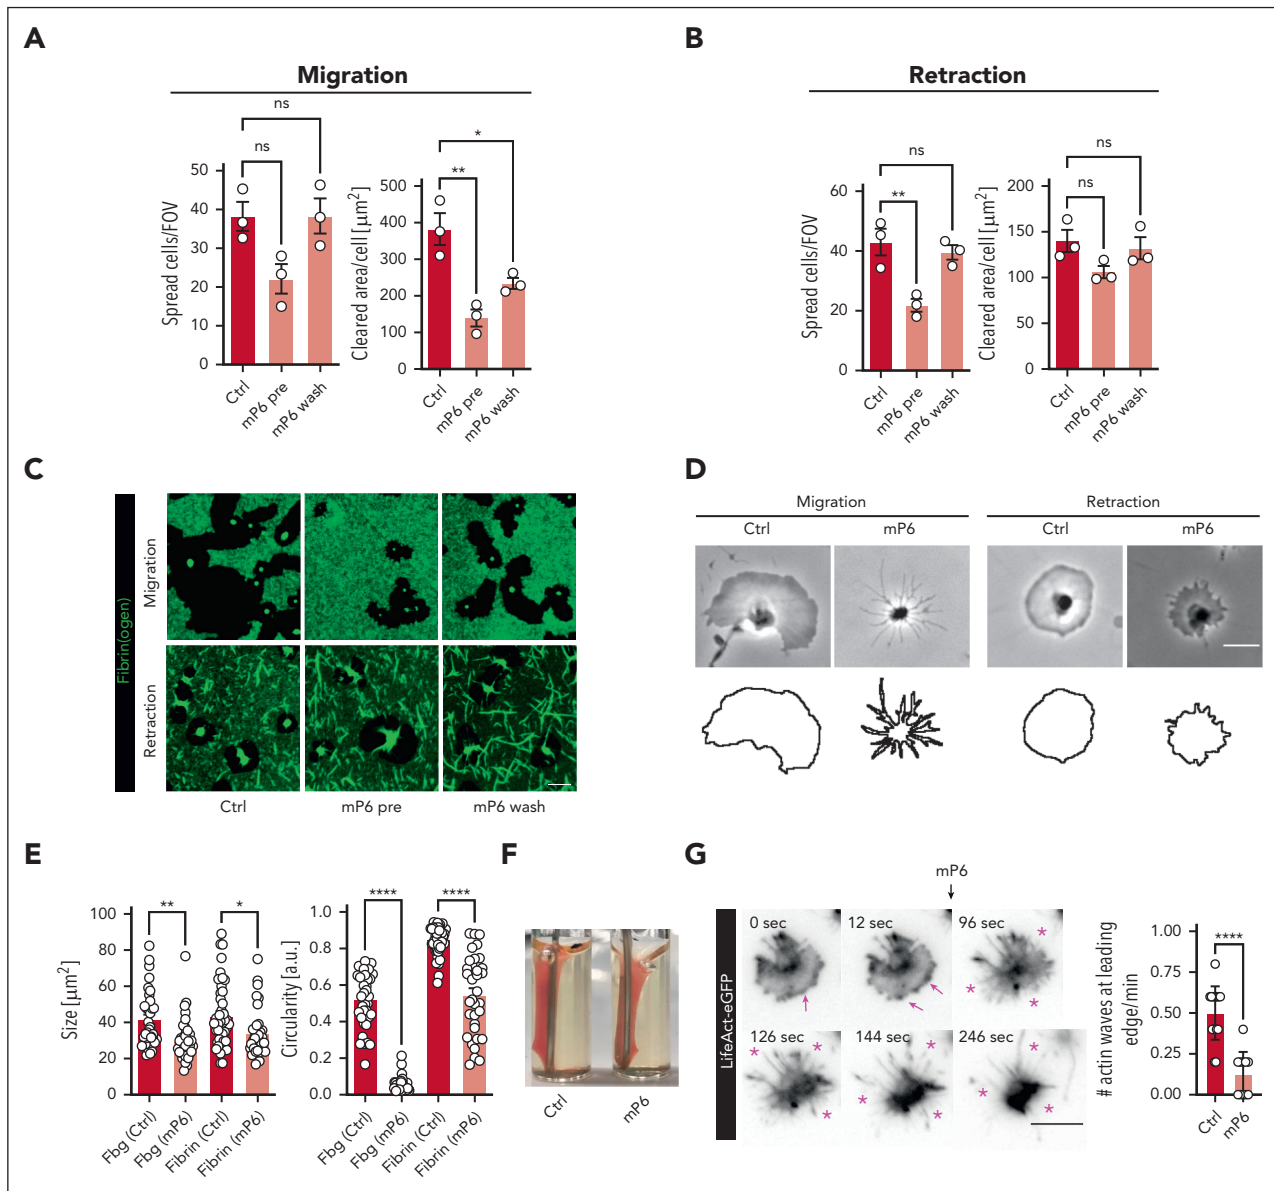 A
Migration
ns
ns
Spread cells/FOV
50
40
30
20
10
0
Ctrl
mP6 pre
mP6 wash
*
**
Cleared area/cell [μm²]
500
400
300
200
100
0
Ctrl
mP6 pre
mP6 wash
B
Retraction
ns
**
Spread cells/FOV
60
40
20
0
Ctrl
mP6 pre
mP6 wash
ns
ns
Cleared area/cell [μm²]
200
150
100
50
0
Ctrl
mP6 pre
mP6 wash
C
Fibrin(ogen)
Migration
Retraction
Ctrl
mP6 pre
mP6 wash
D
Migration
Retraction
Ctrl
mP6
Ctrl
mP6
E
Size [μm²]
100
80
60
40
20
0
**
*
Fbg (Ctrl)
Fbg (mP6)
Fibrin (Ctrl)
Fibrin (mP6)
Circularity [a.u.]
1.0
0.8
0.6
0.4
0.2
0.0
****
****
Fbg (Ctrl)
Fbg (mP6)
Fibrin (Ctrl)
Fibrin (mP6)
F
Ctrl
mP6
G
mP6
LifeAct-eGFP
0 sec
12 sec
96 sec
*
*
*
126 sec
144 sec
246 sec
*
*
*
*
*
*
*
*
*
# actin waves at leading
edge/min
1.00
0.75
0.50
0.25
0.00
****
Ctrl
mP6